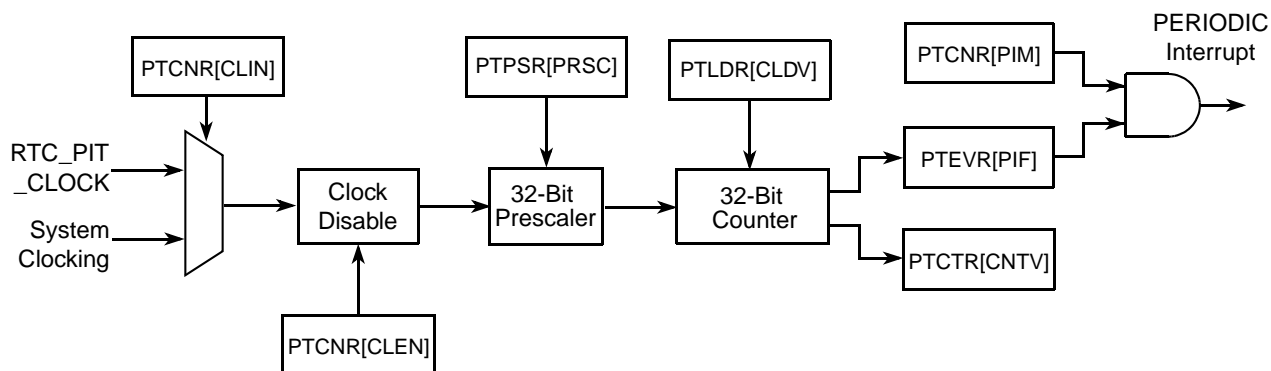 PERIODIC
Interrupt
PTCNR[CLIN]
PTPSR[PRSC]
PTLDR[CLDV]
PTCNR[PIM]
RTC_PIT
_CLOCK
System
Clocking
Clock
Disable
32-Bit
Prescaler
32-Bit
Counter
PTEVR[PIF]
PTCTR[CNTV]
PTCNR[CLEN]